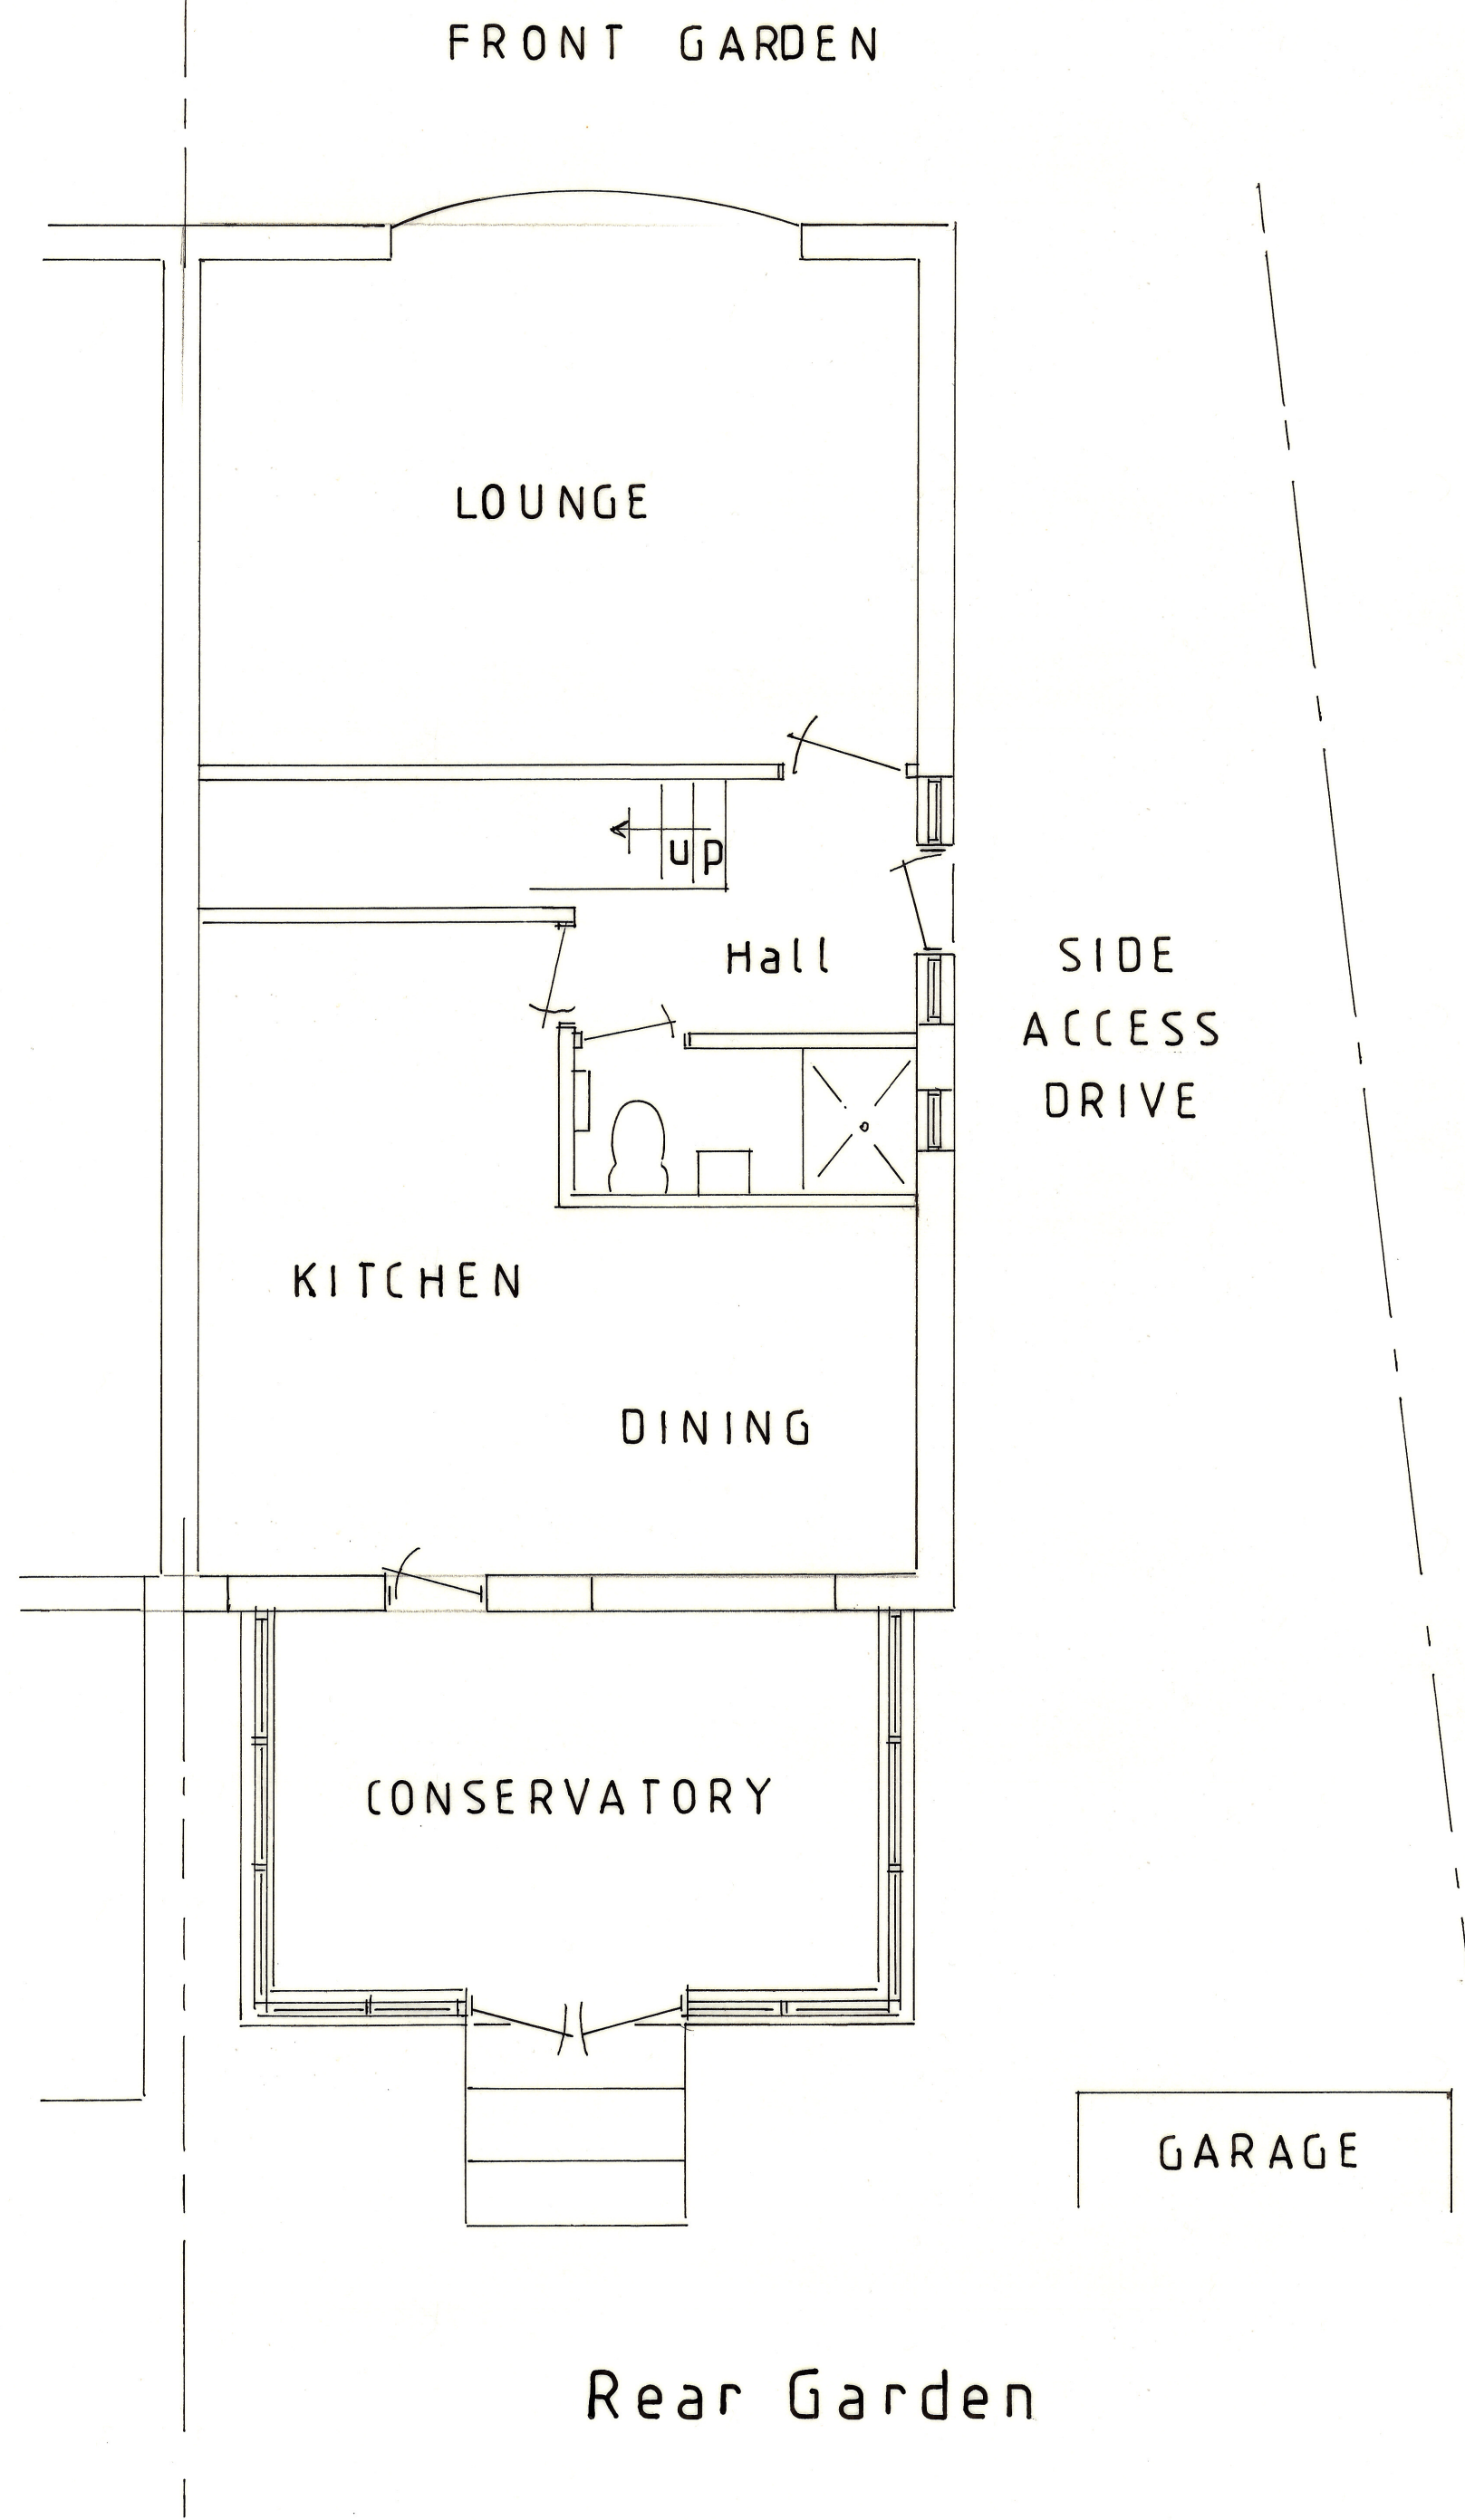 FRONT GARDEN
LOUNGE
up
Hall
SIDE
ACCESS
DRIVE
KITCHEN
DINING
CONSERVATORY
GARAGE
Rear Garden